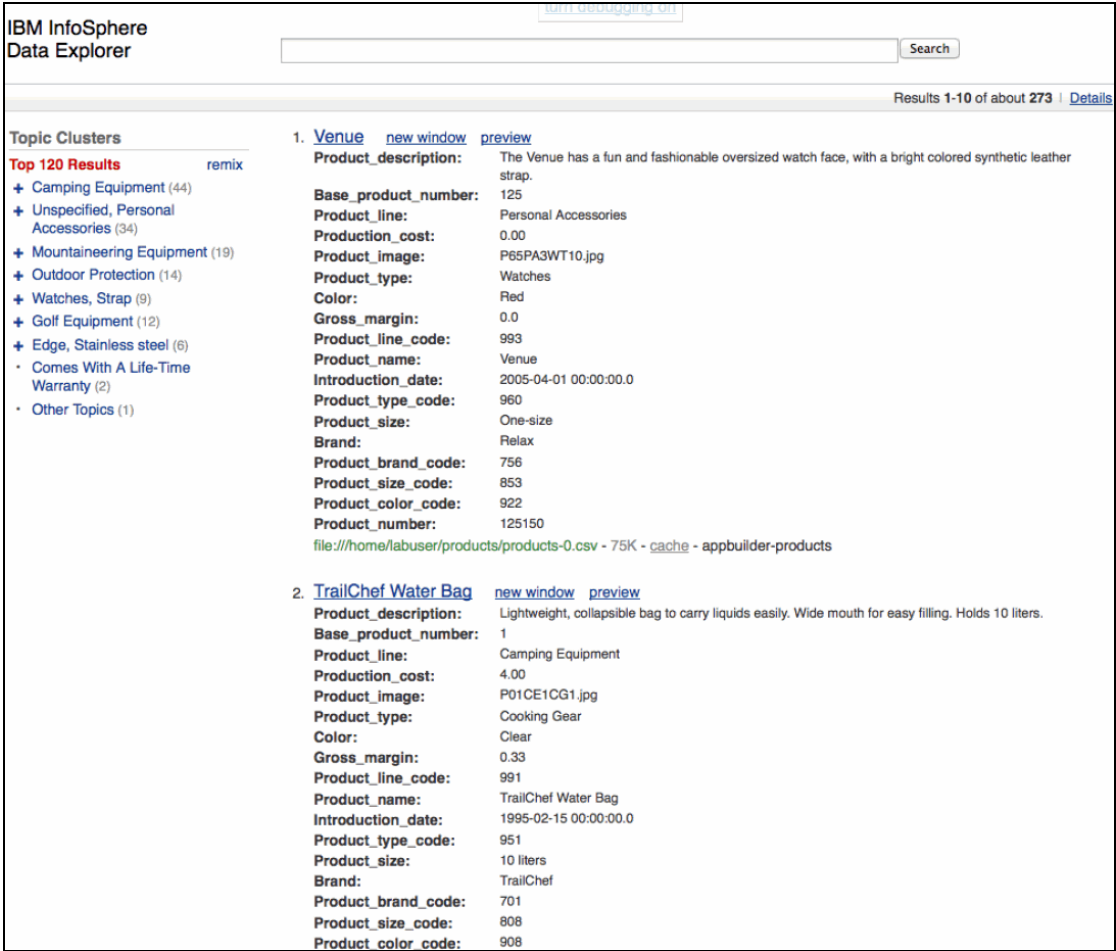 turn debugging on
IBM InfoSphere
Data Explorer
Search
Results 1-10 of about 273 | Details
Topic Clusters
Top 120 Results remix
+ Camping Equipment (44)
+ Unspecified, Personal
Accessories (34)
+ Mountaineering Equipment (19)
+ Outdoor Protection (14)
+ Watches, Strap (9)
+ Golf Equipment (12)
+ Edge, Stainless steel (6)
· Comes With A Life-Time
Warranty (2)
· Other Topics (1)
1. Venue new window preview
Product_description: The Venue has a fun and fashionable oversized watch face, with a bright colored synthetic leather
strap.
Base_product_number: 125
Product_line: Personal Accessories
Production_cost: 0.00
Product_image: P65PA3WT10.jpg
Product_type: Watches
Color: Red
Gross_margin: 0.0
Product_line_code: 993
Product_name: Venue
Introduction_date: 2005-04-01 00:00:00.0
Product_type_code: 960
Product_size: One-size
Brand: Relax
Product_brand_code: 756
Product_size_code: 853
Product_color_code: 922
Product_number: 125150
file:///home/labuser/products/products-0.csv - 75K - cache - appbuilder-products
2. TrailChef Water Bag new window preview
Product_description: Lightweight, collapsible bag to carry liquids easily. Wide mouth for easy filling. Holds 10 liters.
Base_product_number: 1
Product_line: Camping Equipment
Production_cost: 4.00
Product_image: P01CE1CG1.jpg
Product_type: Cooking Gear
Color: Clear
Gross_margin: 0.33
Product_line_code: 991
Product_name: TrailChef Water Bag
Introduction_date: 1995-02-15 00:00:00.0
Product_type_code: 951
Product_size: 10 liters
Brand: TrailChef
Product_brand_code: 701
Product_size_code: 808
Product_color_code: 908